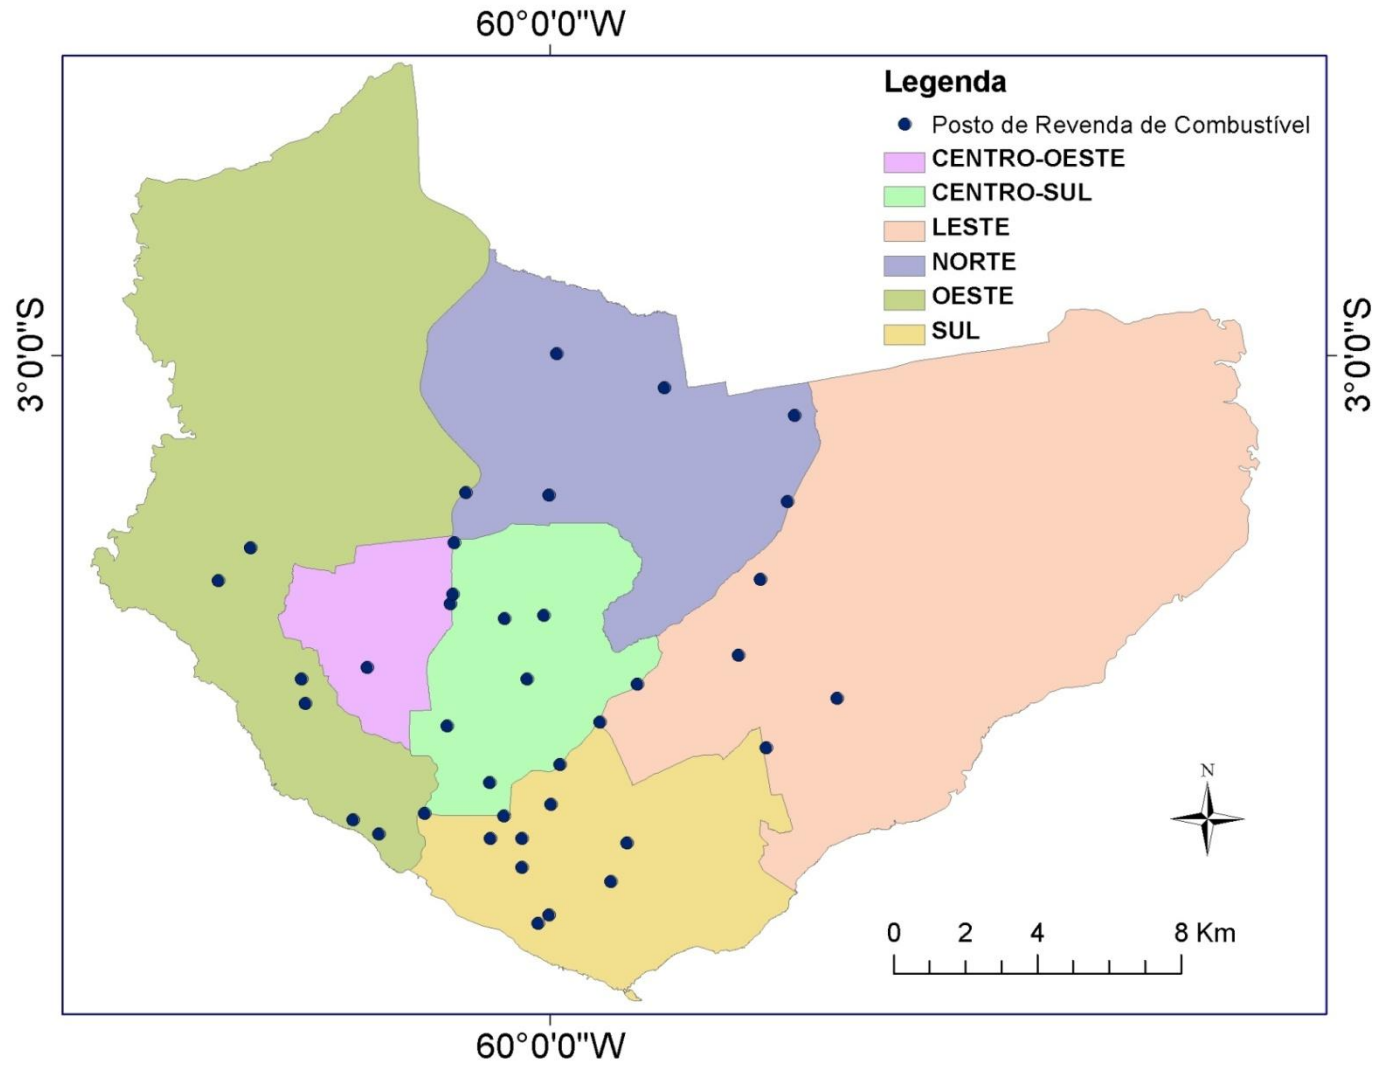 60°0'0"W
Legenda
Posto de Revenda de Combustível
CENTRO-OESTE
CENTRO-SUL
LESTE
NORTE
OESTE
SUL
3°0'0"S
3°0'0"S
N
0 2 4 8 Km
60°0'0"W